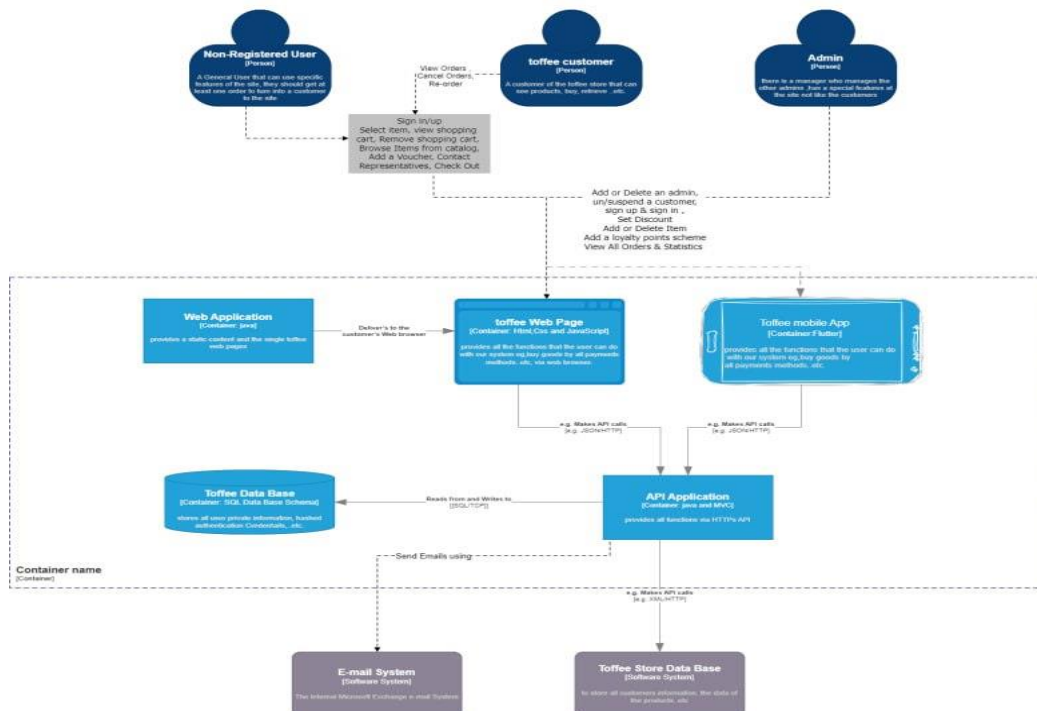 Non-Registered User
[Person]
A General User that can use specific
features of the site, they should get at
least one order to turn into a customer
to the site
View Orders ,
Cancel Orders,
Re-order
toffee customer
[Person]
A customer of the toffee store that can
see products, buy, retrieve ..etc.
Admin
[Person]
there is a manager who manages the
other admins ,has a special features at
the site not like the customers
Sign in/up
Select item, view shopping
cart, Remove shopping cart,
Browse Items from catalog,
Add a Voucher, Contact
Representatives, Check Out
Add or Delete an admin,
un/suspend a customer,
sign up & sign in ,
Set Discount
Add or Delete Item
Add a loyalty points scheme
View All Orders & Statistics
Web Application
[Container: java]
provides a static content and the single toffee
web pages
Deliver's to the
customer's Web browser
toffee Web Page
[Container: Html,Css and JavaScript]
provides all the functions that the user can do
with our system eg,buy goods by all payments
methods. etc, via web browser.
Toffee mobile App
[Container:Flutter]
provides all the functions that the user can do
with our system eg,buy goods by
all payments methods. etc.
e.g. Makes API calls
[e.g. JSON/HTTP]
e.g. Makes API calls
[e.g. JSON/HTTP]
Toffee Data Base
[Container: SQL Data Base Schema]
stores all user private information, hashed
authentication Credentials, .etc.
Reads from and Writes to
[[SQL/TCP]]
API Application
[Container: java and MVC]
provides all functions via HTTPs API
Send Emails using
Container name
[Container]
e.g. Makes API calls
[e.g. XML/HTTP]
E-mail System
[Software System]
The Internal Microsoft Exchange e-mail System
Toffee Store Data Base
[Software System]
to store all customers information, the data of
the products, etc